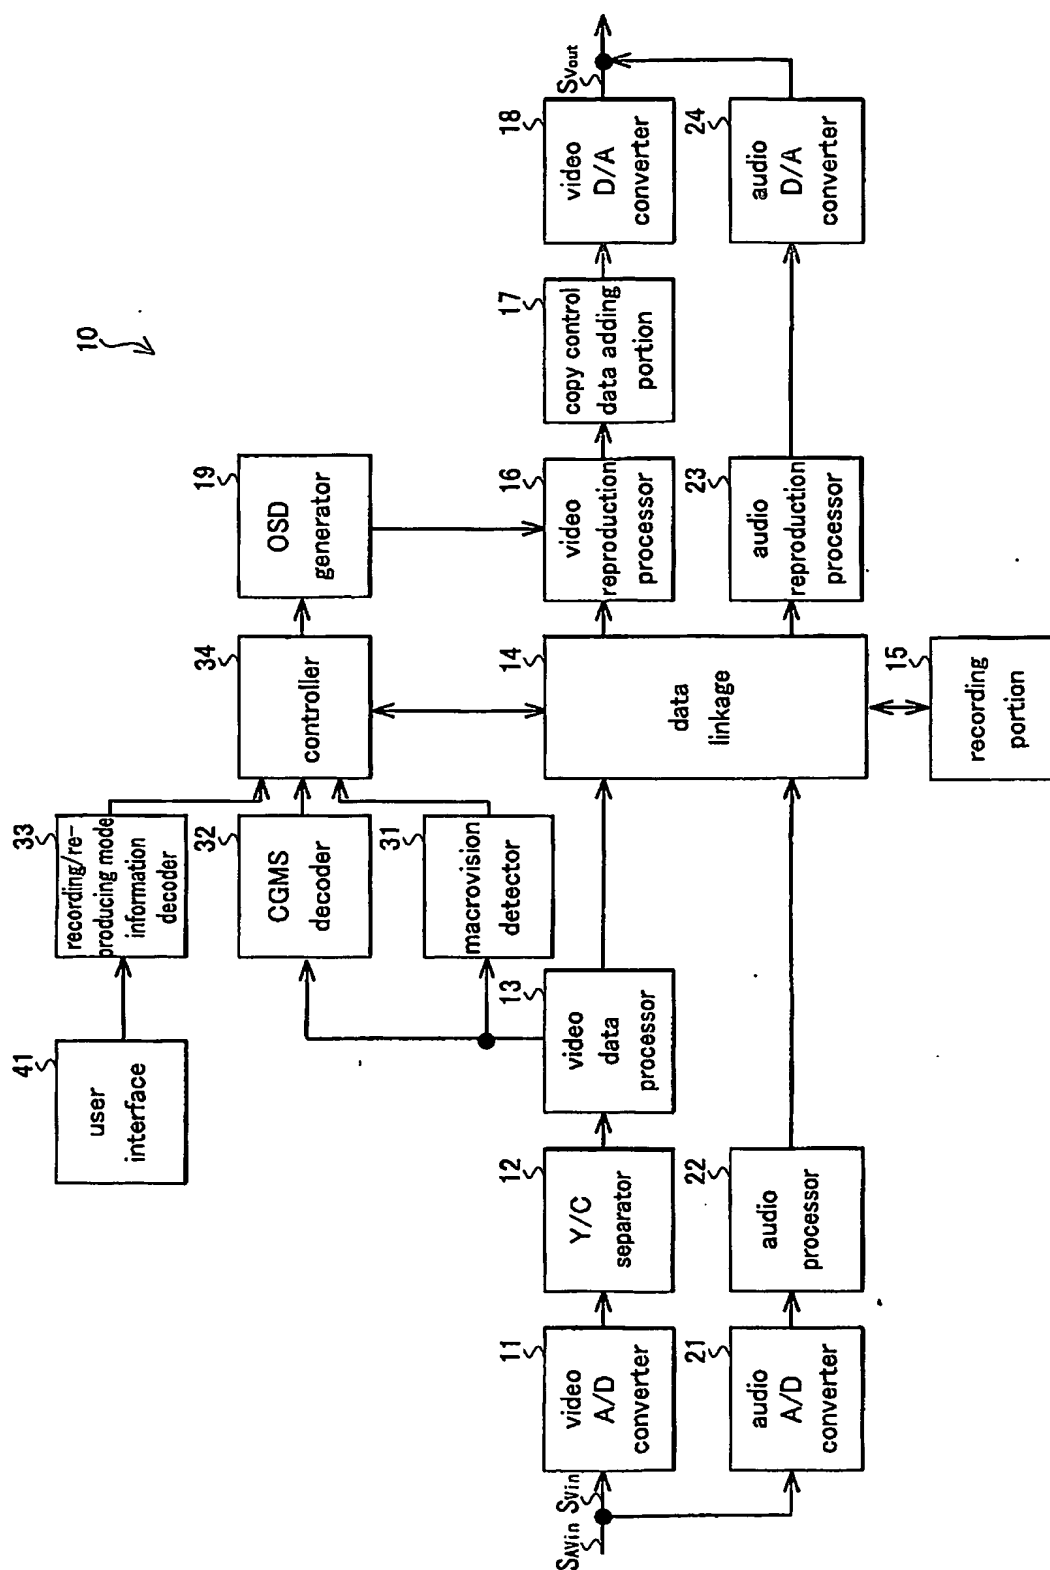 10
41
user
interface
33
recording/re-
producing mode
information
decoder
32
CGMS
decoder
31
macrovision
detector
34
controller
19
OSD
generator
SAVin
SVin
11
video
A/D
converter
12
Y/C
separator
13
video
data
processor
14
data
linkage
16
video
reproduction
processor
17
copy control
data adding
portion
18
video
D/A
converter
SVout
21
audio
A/D
converter
22
audio
processor
23
audio
reproduction
processor
24
audio
D/A
converter
15
recording
portion